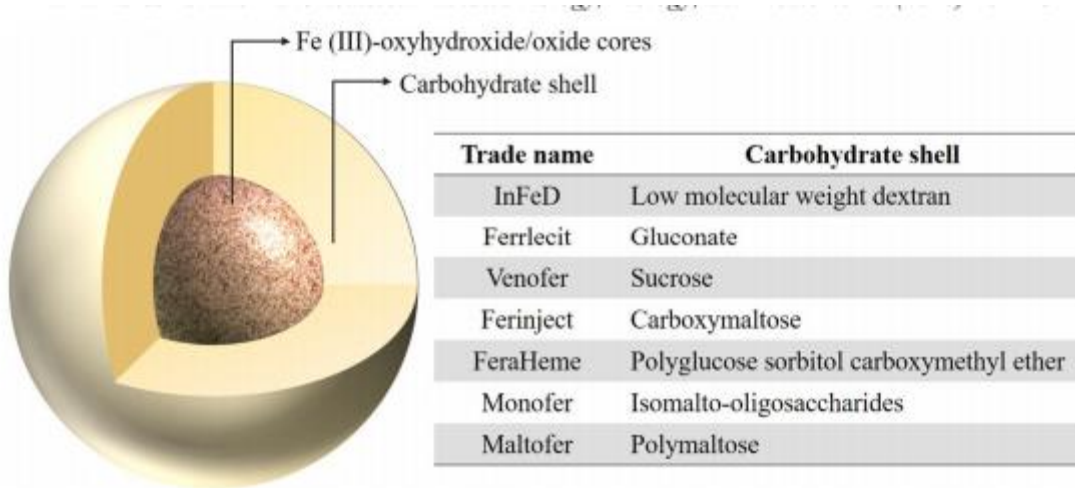 Fe (III)-oxyhydroxide/oxide cores
Carbohydrate shell
Trade name Carbohydrate shell
InFeD Low molecular weight dextran
Ferrlecit Gluconate
Venofer Sucrose
Ferinject Carboxymaltose
FeraHeme Polyglucose sorbitol carboxymethyl ether
Monofer Isomalto-oligosaccharides
Maltofer Polymaltose